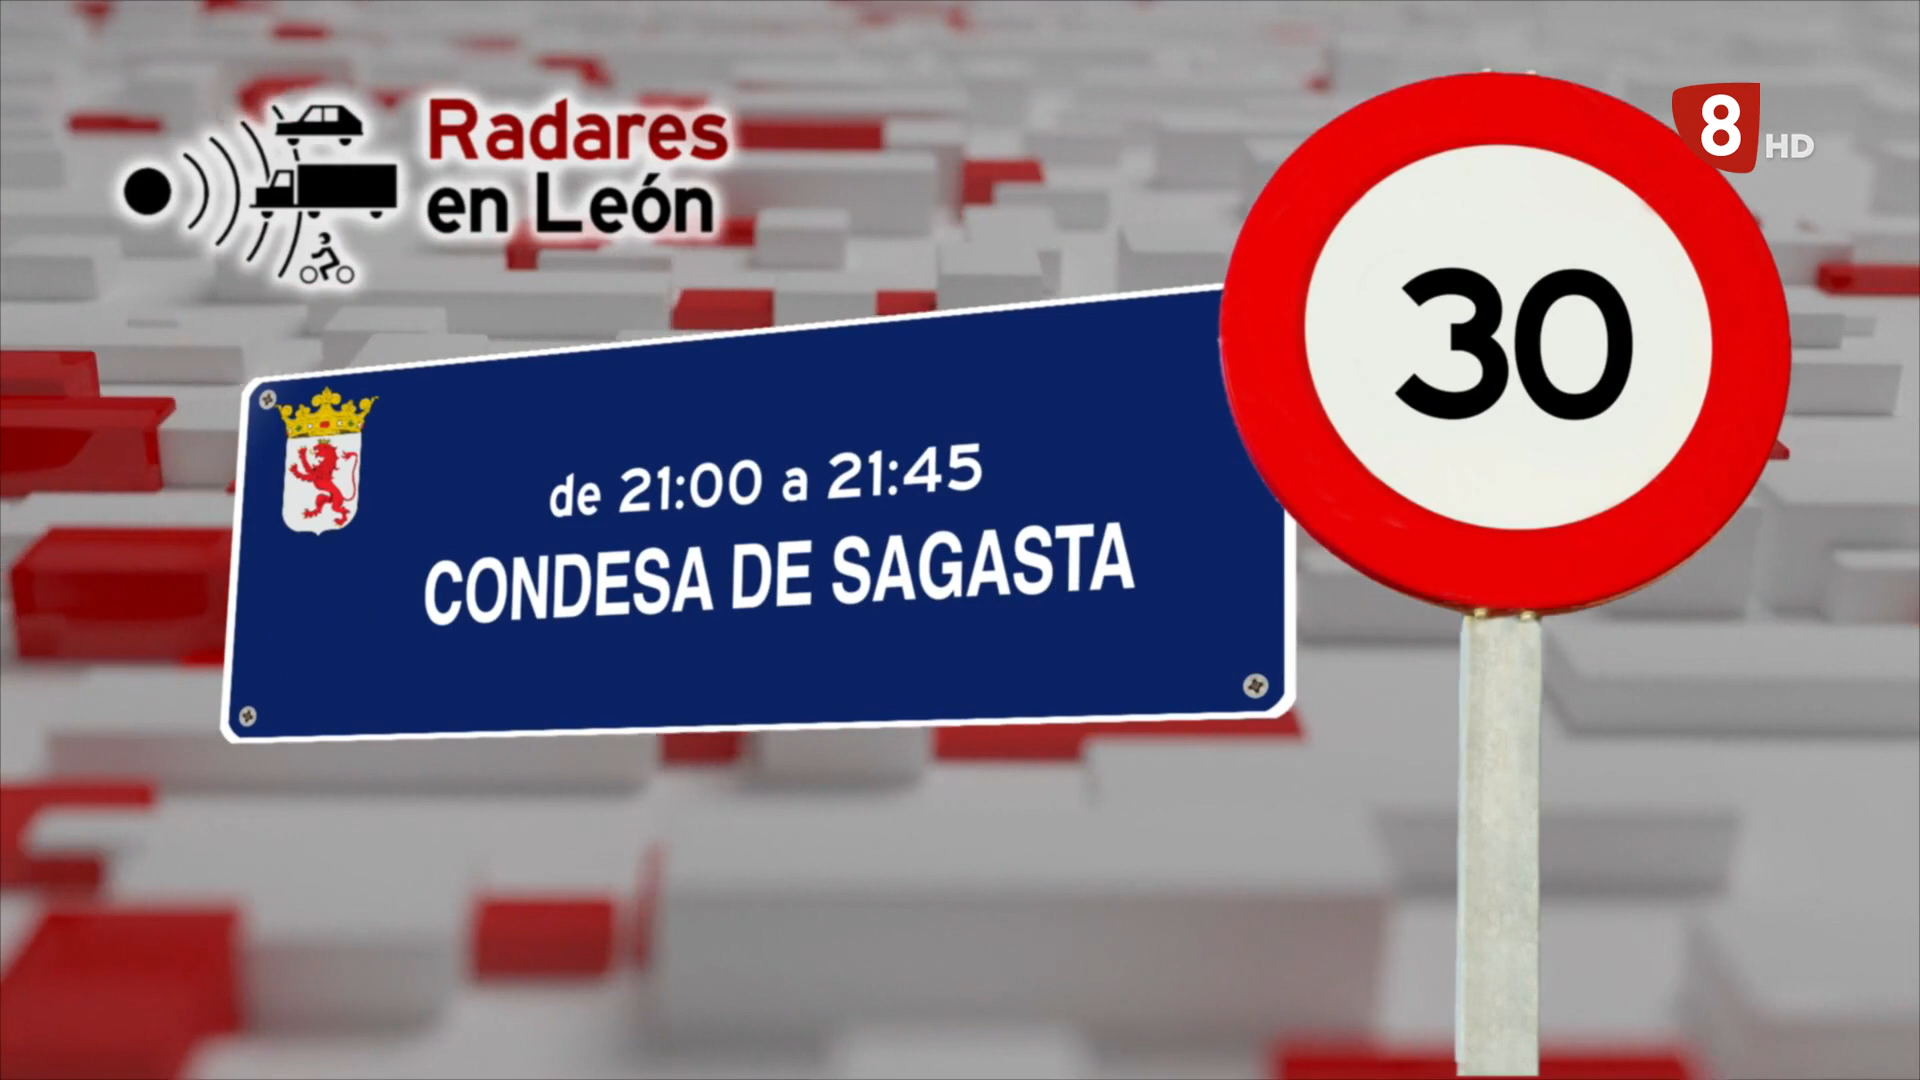 Radares
en León
8 HD
30
de 21:00 a 21:45
CONDESA DE SAGASTA